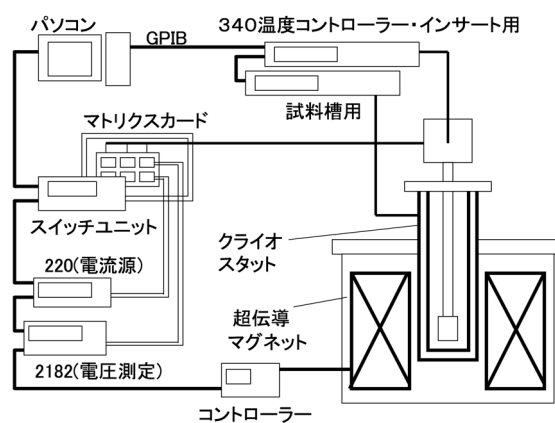 パソコン
GPIB
340温度コントローラー・インサート用
試料槽用
マトリクスカード
スイッチユニット
クライオ
スタット
220(電流源)
超伝導
マグネット
2182(電圧測定)
コントローラー